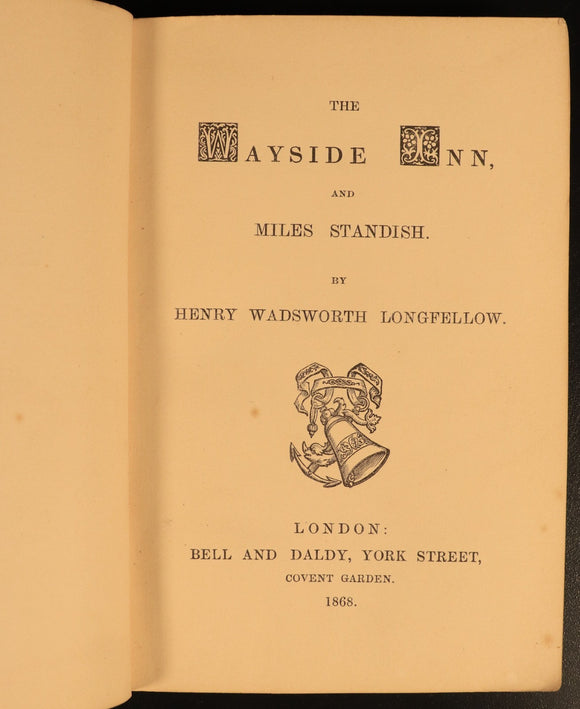 THE
WAYSIDE INN,
AND
MILES STANDISH.
BY
HENRY WADSWORTH LONGFELLOW.
LONDON:
BELL AND DALDY, YORK STREET,
COVENT GARDEN.
1868.